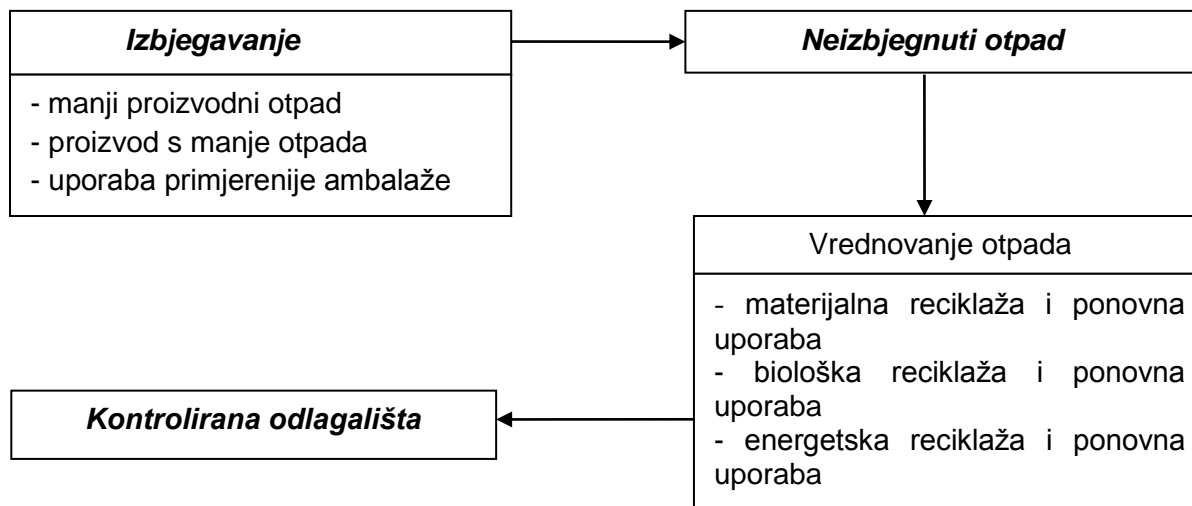 Izbjegavanje
- manji proizvodni otpad
- proizvod s manje otpada
- uporaba primjerenije ambalaže
Neizbjegnuti otpad
Vrednovanje otpada
- materijalna reciklaža i ponovna
uporaba
- biološka reciklaža i ponovna
uporaba
- energetska reciklaža i ponovna
uporaba
Kontrolirana odlagališta